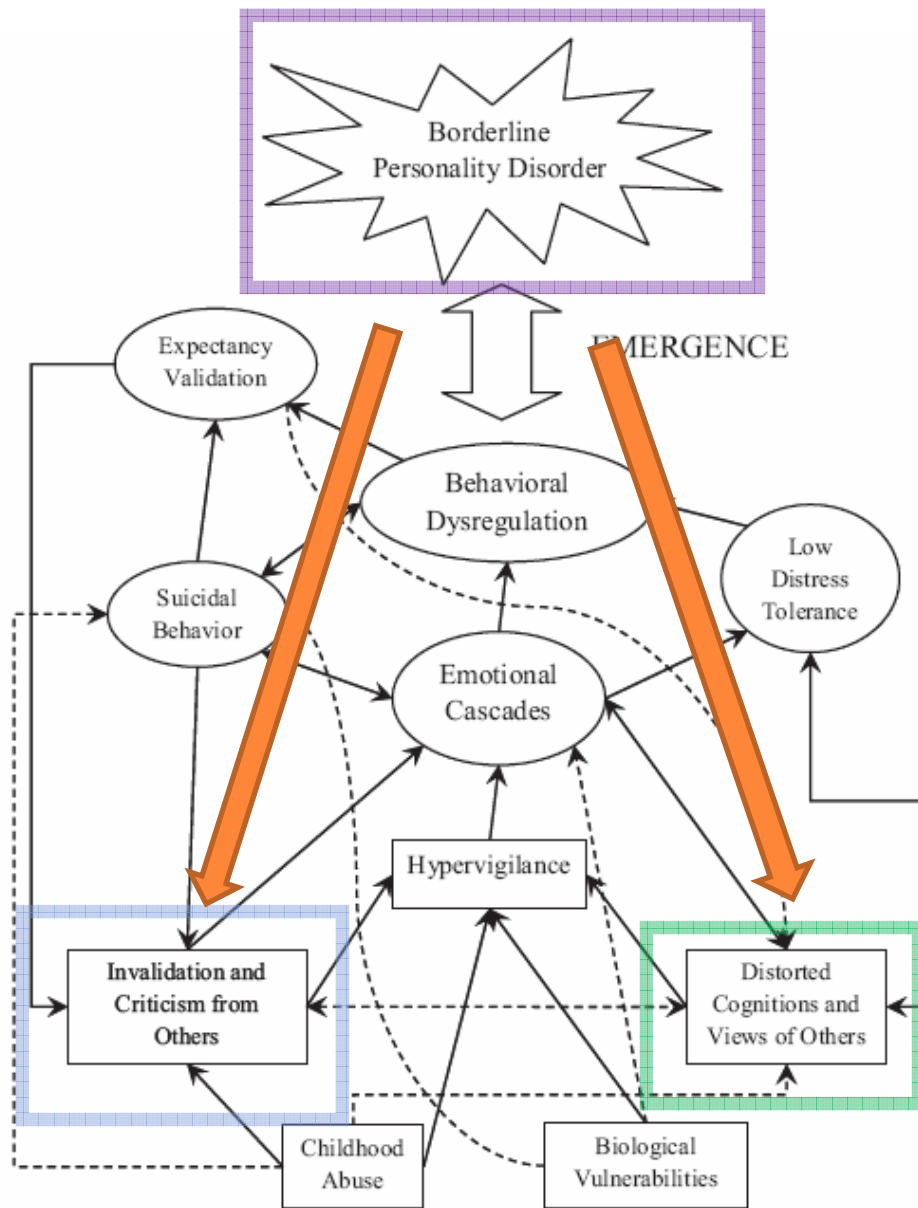 Borderline
Personality Disorder
EMERGENCE
Expectancy
Validation
Behavioral
Dysregulation
Low
Distress
Tolerance
Suicidal
Behavior
Emotional
Cascades
Hypervigilance
Invalidation and
Criticism from
Others
Distorted
Cognitions and
Views of Others
Childhood
Abuse
Biological
Vulnerabilities